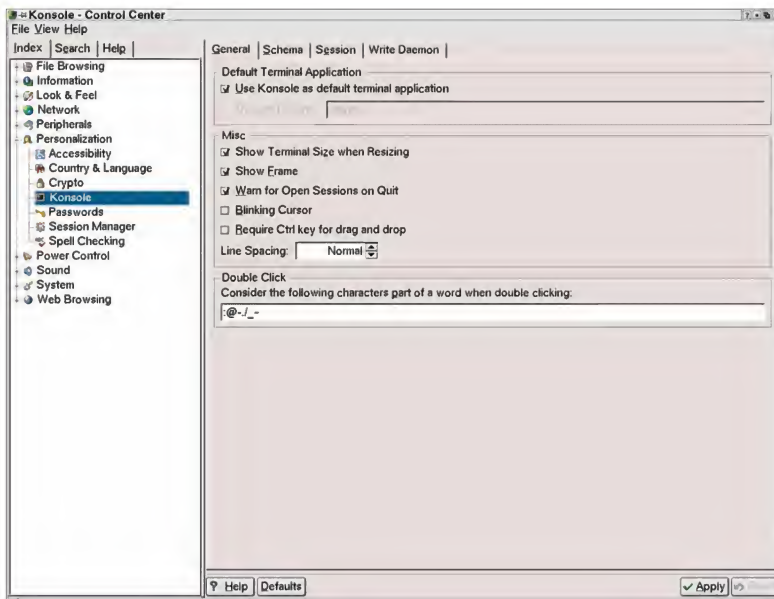 Konsole - Control Center
File View Help
Index Search Help
File Browsing
Information
Look & Feel
Network
Peripherals
Personalization
Accessibility
Country & Language
Crypto
Konsole
Passwords
Session Manager
Spell Checking
Power Control
Sound
System
Web Browsing
General Schema Session Write Daemon
Default Terminal Application
Use Konsole as default terminal application
Misc
Show Terminal Size when Resizing
Show Frame
Warn for Open Sessions on Quit
Blinking Cursor
Require Ctrl key for drag and drop
Line Spacing: Normal
Double Click
Consider the following characters part of a word when double clicking:
:@-./_~
? Help Defaults Apply